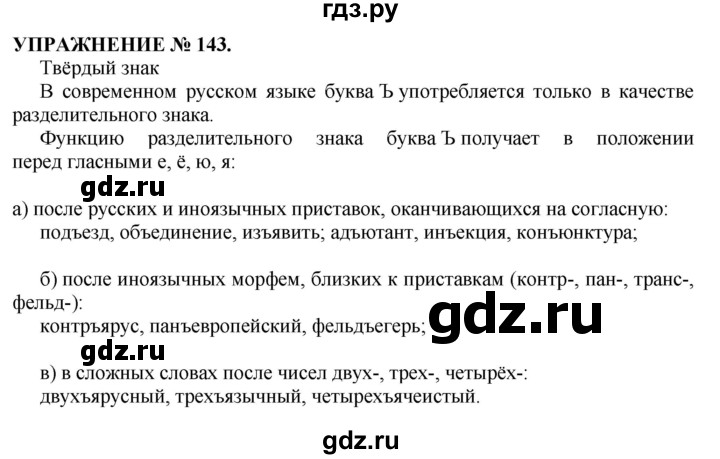 гдз.ру
УПРАЖНЕНИЕ № 143.
Твёрдый знак
В современном русском языке буква Ъ употребляется только в качестве
разделительного знака.
Функцию разделительного знака буква Ъ получает в положении
перед гласными е, ё, ю, я:
gdz.ru
а) после русских и иноязычных приставок, оканчивающихся на согласную:
подъезд, объединение, изъявить; адъютант, инъекция, конъюнктура;
б) после иноязычных морфем, близких к приставкам (контр-, пан-, транс-,
фельд-):
gdz.ru
контръярус, панъевропейский, фельдъегерь;
gdz.ru
в) в сложных словах после чисел двух-, трех-, четырёх-:
двухъярусный, трехъязычный, четырехъячеистый.
gdz.ru